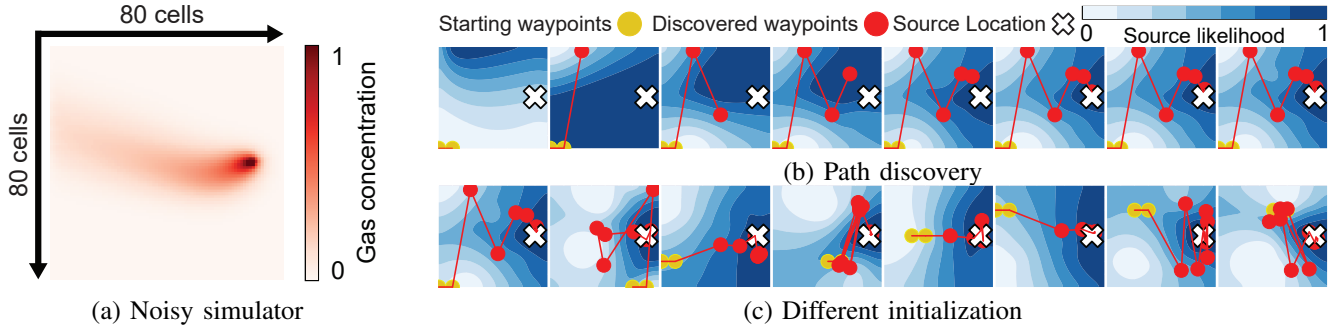 80 cells
80 cells
1
0
Gas concentration
(a) Noisy simulator
Starting waypoints
Discovered waypoints
Source Location
0
Source likelihood
1
(b) Path discovery
(c) Different initialization